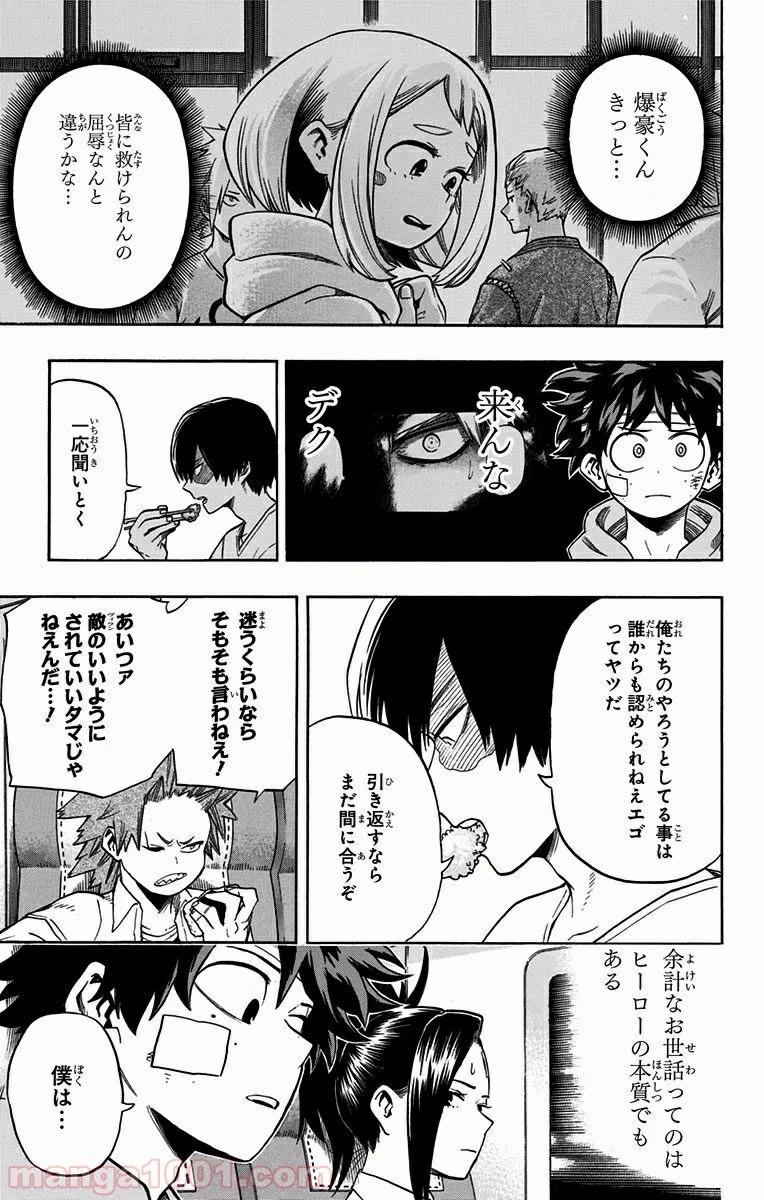 爆豪くん
きっと…
皆に救けられんの
屈辱なんと
違うかな…
来んな
デク
一応聞いとく
俺たちのやろうとしてる事は
誰からも認められねえエゴ
ってヤツだ
引き返すなら
まだ間に合うぞ
迷うくらいなら
そもそも言わねえ！
あいつァ
敵のいいように
されていいタマじゃ
ねえんだ…！
余計なお世話ってのは
ヒーローの本質でも
ある
僕は…
manga1001.com